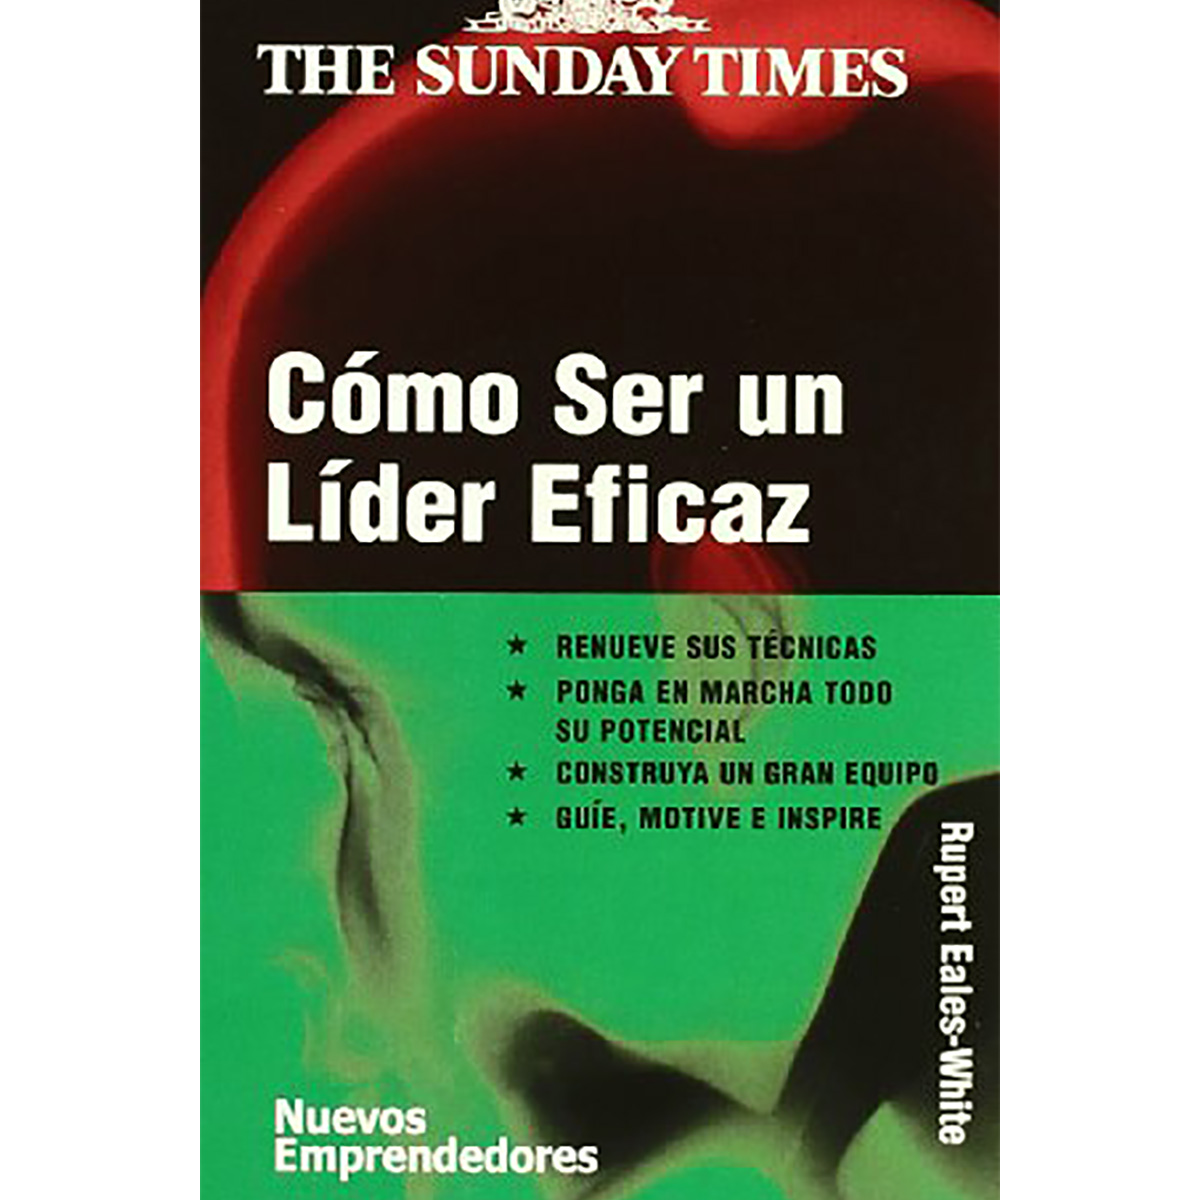 THE SUNDAY TIMES
Cómo Ser un
Líder Eficaz
★ RENUEVE SUS TÉCNICAS
★ PONGA EN MARCHA TODO
SU POTENCIAL
★ CONSTRUYA UN GRAN EQUIPO
★ GUÍE, MOTIVE E INSPIRE
Rupert Eales-White
Nuevos
Emprendedores